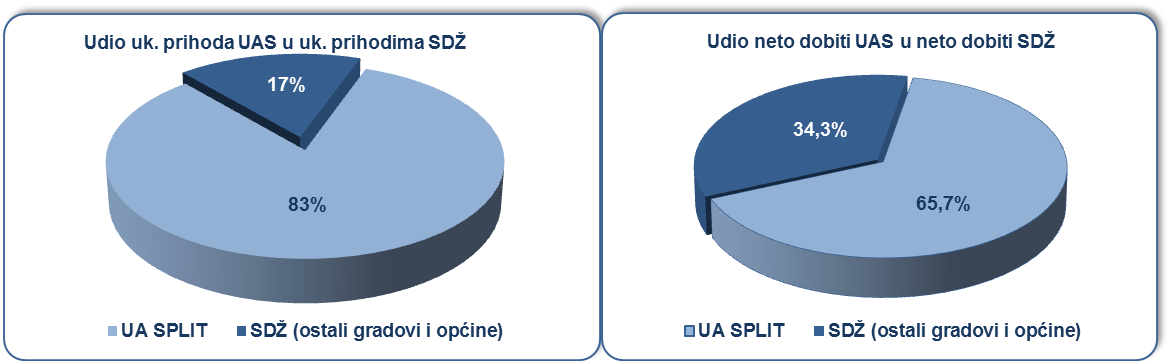 Udio uk. prihoda UAS u uk. prihodima SDŽ
17%
83%
UA SPLIT SDŽ (ostali gradovi i općine)
Udio neto dobiti UAS u neto dobiti SDŽ
34,3%
65,7%
UA SPLIT SDŽ (ostali gradovi i općine)